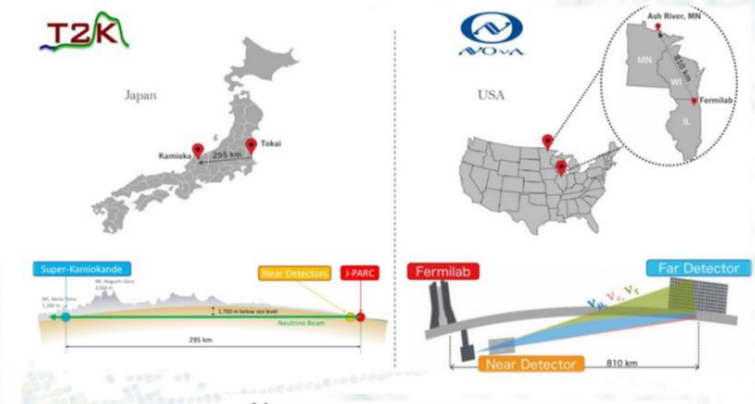 T2K
Japan
Kamioka
295 km
Tokai
NOvA
USA
Ash River, MN
MN
810 km
WI
Fermilab
IL
Super-Kamiokande
Near Detectors
J-PARC
1,700 m below sea level
Neutrino Beam
295 km
Fermilab
Far Detector
Near Detector
810 km